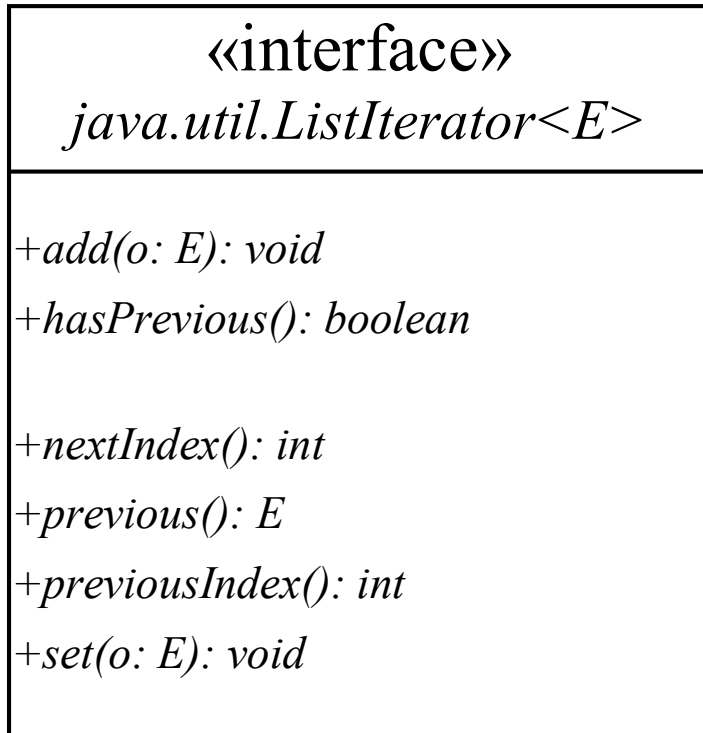 «interface»
java.util.ListIterator<E>
+add(o: E): void
+hasPrevious(): boolean
+nextIndex(): int
+previous(): E
+previousIndex(): int
+set(o: E): void